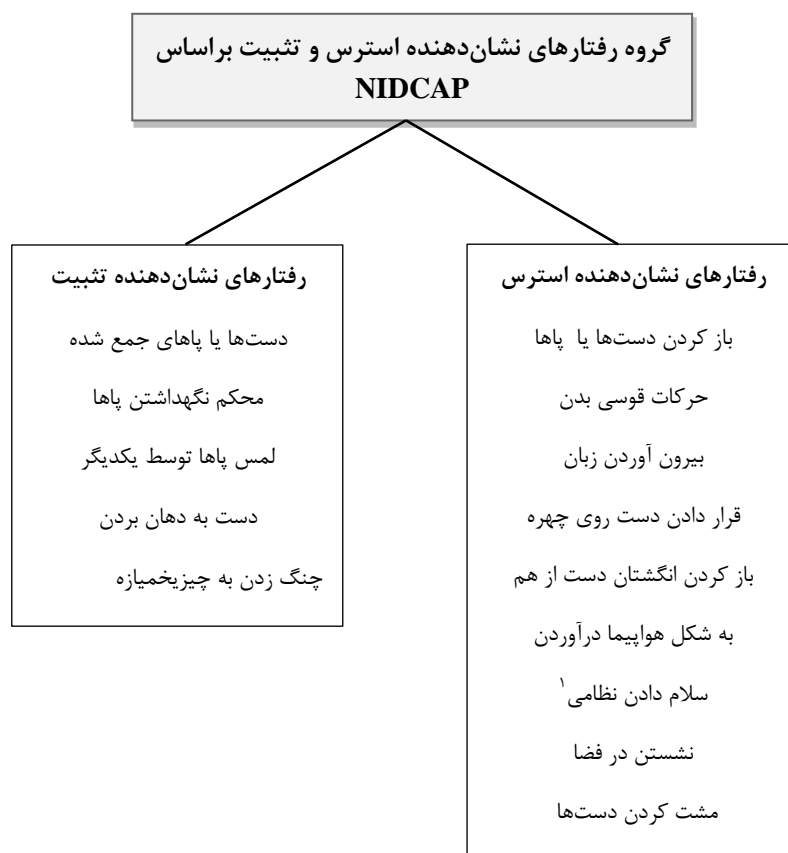 گروه رفتارهای نشان‌دهنده استرس و تثبیت براساس
NIDCAP
رفتارهای نشان‌دهنده استرس
باز کردن دست‌ها یا پاها
حرکات قوسی بدن
بیرون آوردن زبان
قرار دادن دست روی چهره
باز کردن انگشتان دست از هم
به شکل هواپیما درآوردن
سلام دادن نظامی۱
نشستن در فضا
مشت کردن دست‌ها
رفتارهای نشان‌دهنده تثبیت
دست‌ها یا پاهای جمع شده
محکم نگهداشتن پاها
لمس پاها توسط یکدیگر
دست به دهان بردن
چنگ زدن به چیزیخمیازه